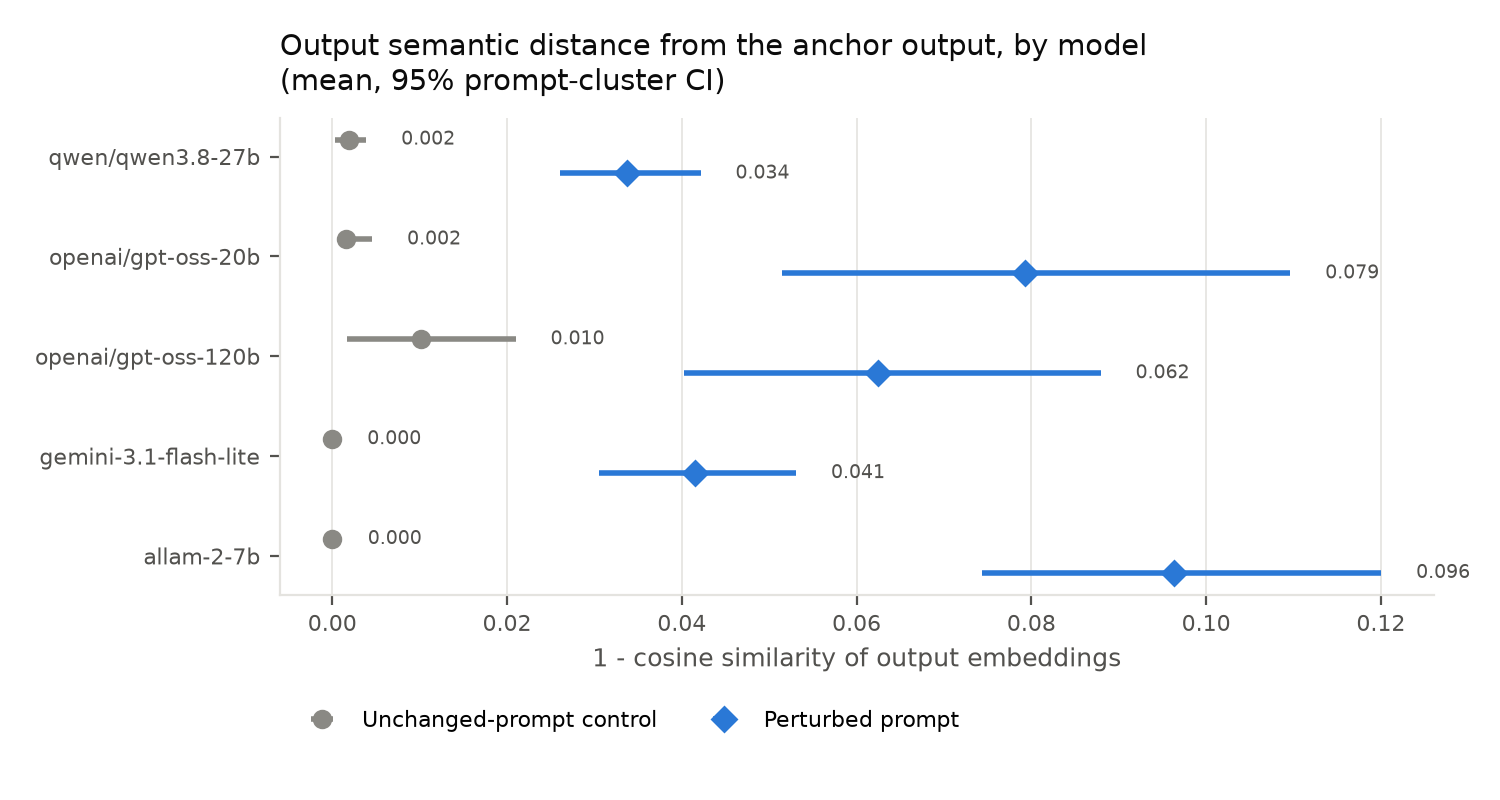 Output semantic distance from the anchor output, by model
(mean, 95% prompt-cluster CI)
qwen/qwen3.8-27b
0.002
0.034
openai/gpt-oss-20b
0.002
0.079
openai/gpt-oss-120b
0.010
0.062
gemini-3.1-flash-lite
0.000
0.041
allam-2-7b
0.000
0.096
0.00 0.02 0.04 0.06 0.08 0.10 0.12
1 - cosine similarity of output embeddings
Unchanged-prompt control Perturbed prompt